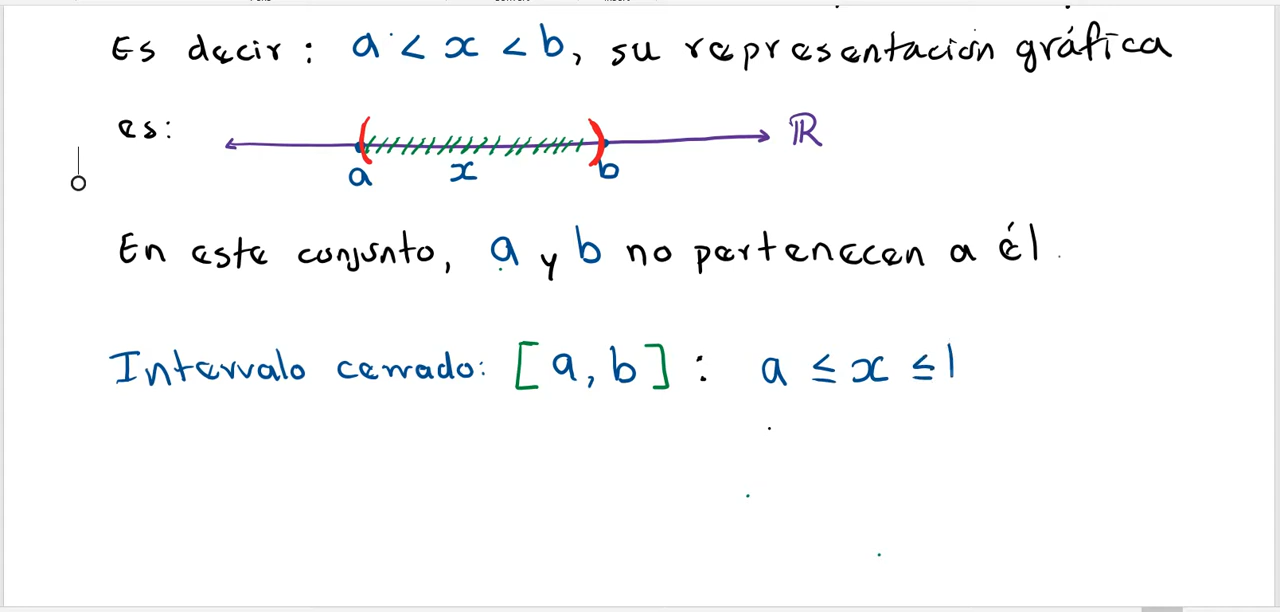 Es decir: a < x < b, su representación gráfica
es:
ℝ
a x b
En este conjunto, a y b no pertenecen a él.
Intervalo cerrado: [a, b] : a ≤ x ≤ l